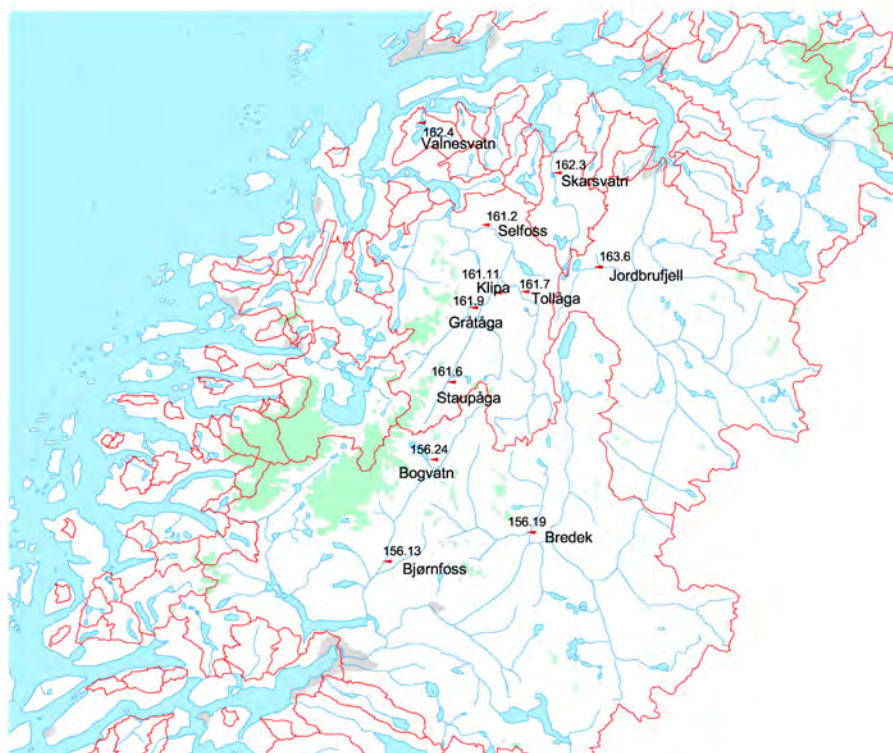 162.4
Valnesvatn
162.3
Skarsvatn
161.2
Selfoss
163.6
Jordbrufjell
161.11
Klipa
161.7
Tollåga
161.9
Gråtåga
161.6
Staupåga
156.24
Bogvatn
156.19
Bredek
156.13
Bjørnfoss